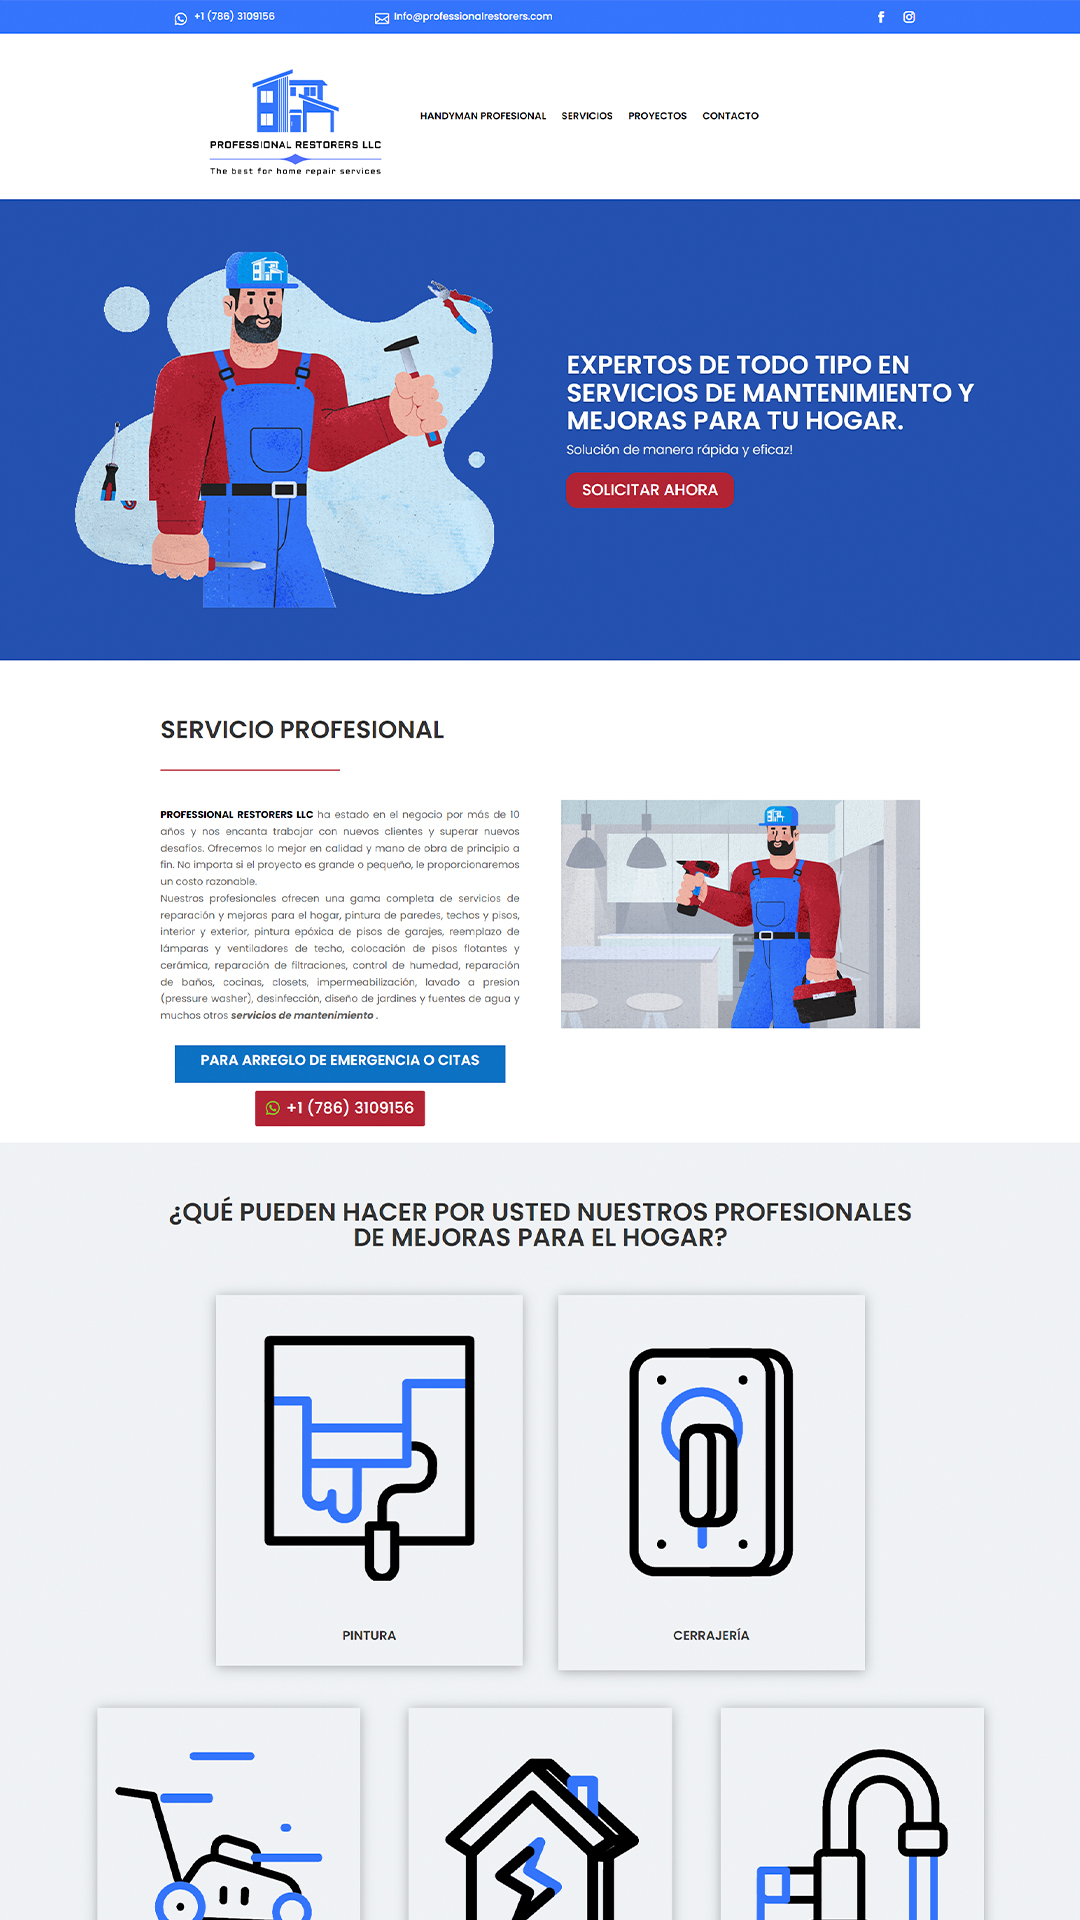 +1 (786) 3109156
Info@professionalrestorers.com
PROFESSIONAL RESTORERS LLC
The best for home repair services
HANDYMAN PROFESIONAL SERVICIOS PROYECTOS CONTACTO
EXPERTOS DE TODO TIPO EN
SERVICIOS DE MANTENIMIENTO Y
MEJORAS PARA TU HOGAR.
Solución de manera rápida y eficaz!
SOLICITAR AHORA
SERVICIO PROFESIONAL
PROFESSIONAL RESTORERS LLC ha estado en el negocio por más de 10
años y nos encanta trabajar con nuevos clientes y superar nuevos
desafíos. Ofrecemos lo mejor en calidad y mano de obra de principio a
fin. No importa si el proyecto es grande o pequeño, le proporcionaremos
un costo razonable.
Nuestros profesionales ofrecen una gama completa de servicios de
reparación y mejoras para el hogar, pintura de paredes, techos y pisos,
interior y exterior, pintura epóxica de pisos de garajes, reemplazo de
lámparas y ventiladores de techo, colocación de pisos flotantes y
cerámica, reparación de filtraciones, control de humedad, reparación
de baños, cocinas, closets, impermeabilización, lavado a presion
(pressure washer), desinfección, diseño de jardines y fuentes de agua y
muchos otros servicios de mantenimiento .
PARA ARREGLO DE EMERGENCIA O CITAS
+1 (786) 3109156
¿QUÉ PUEDEN HACER POR USTED NUESTROS PROFESIONALES
DE MEJORAS PARA EL HOGAR?
PINTURA
CERRAJERÍA